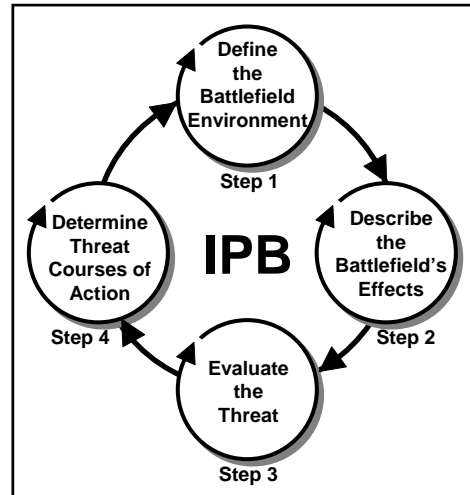 Define
the
Battlefield
Environment
Step 1
Describe
the
Battlefield's
Effects
Step 2
Evaluate
the
Threat
Step 3
Determine
Threat
Courses of
Action
Step 4
IPB